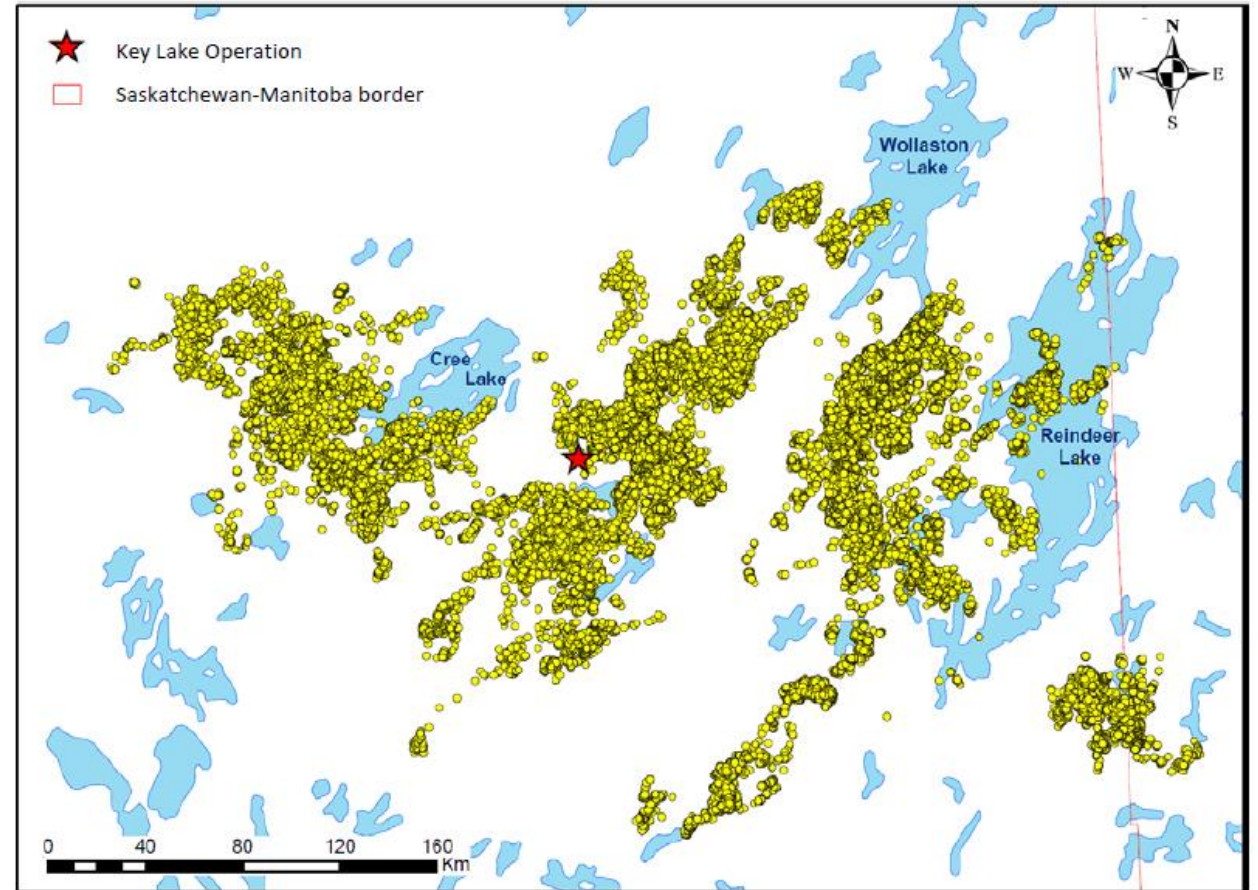 Key Lake Operation
Saskatchewan-Manitoba border
N
W E
S
Wollaston
Lake
Cree
Lake
Reindeer
Lake
0 40 80 120 160
Km